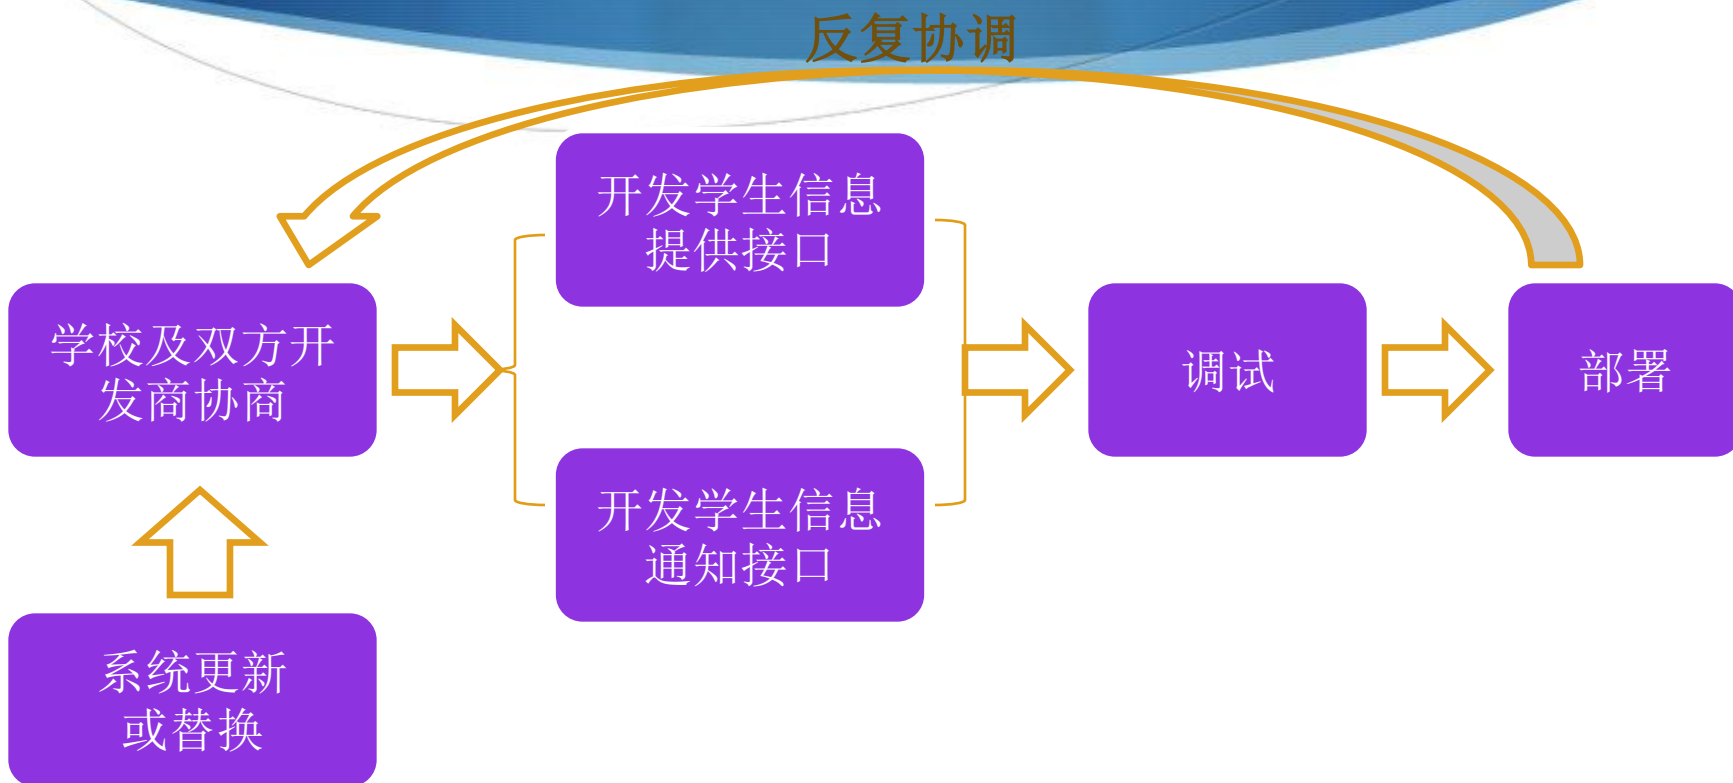 反复协调
开发学生信息
提供接口
学校及双方开
发商协商
调试
部署
开发学生信息
通知接口
系统更新
或替换